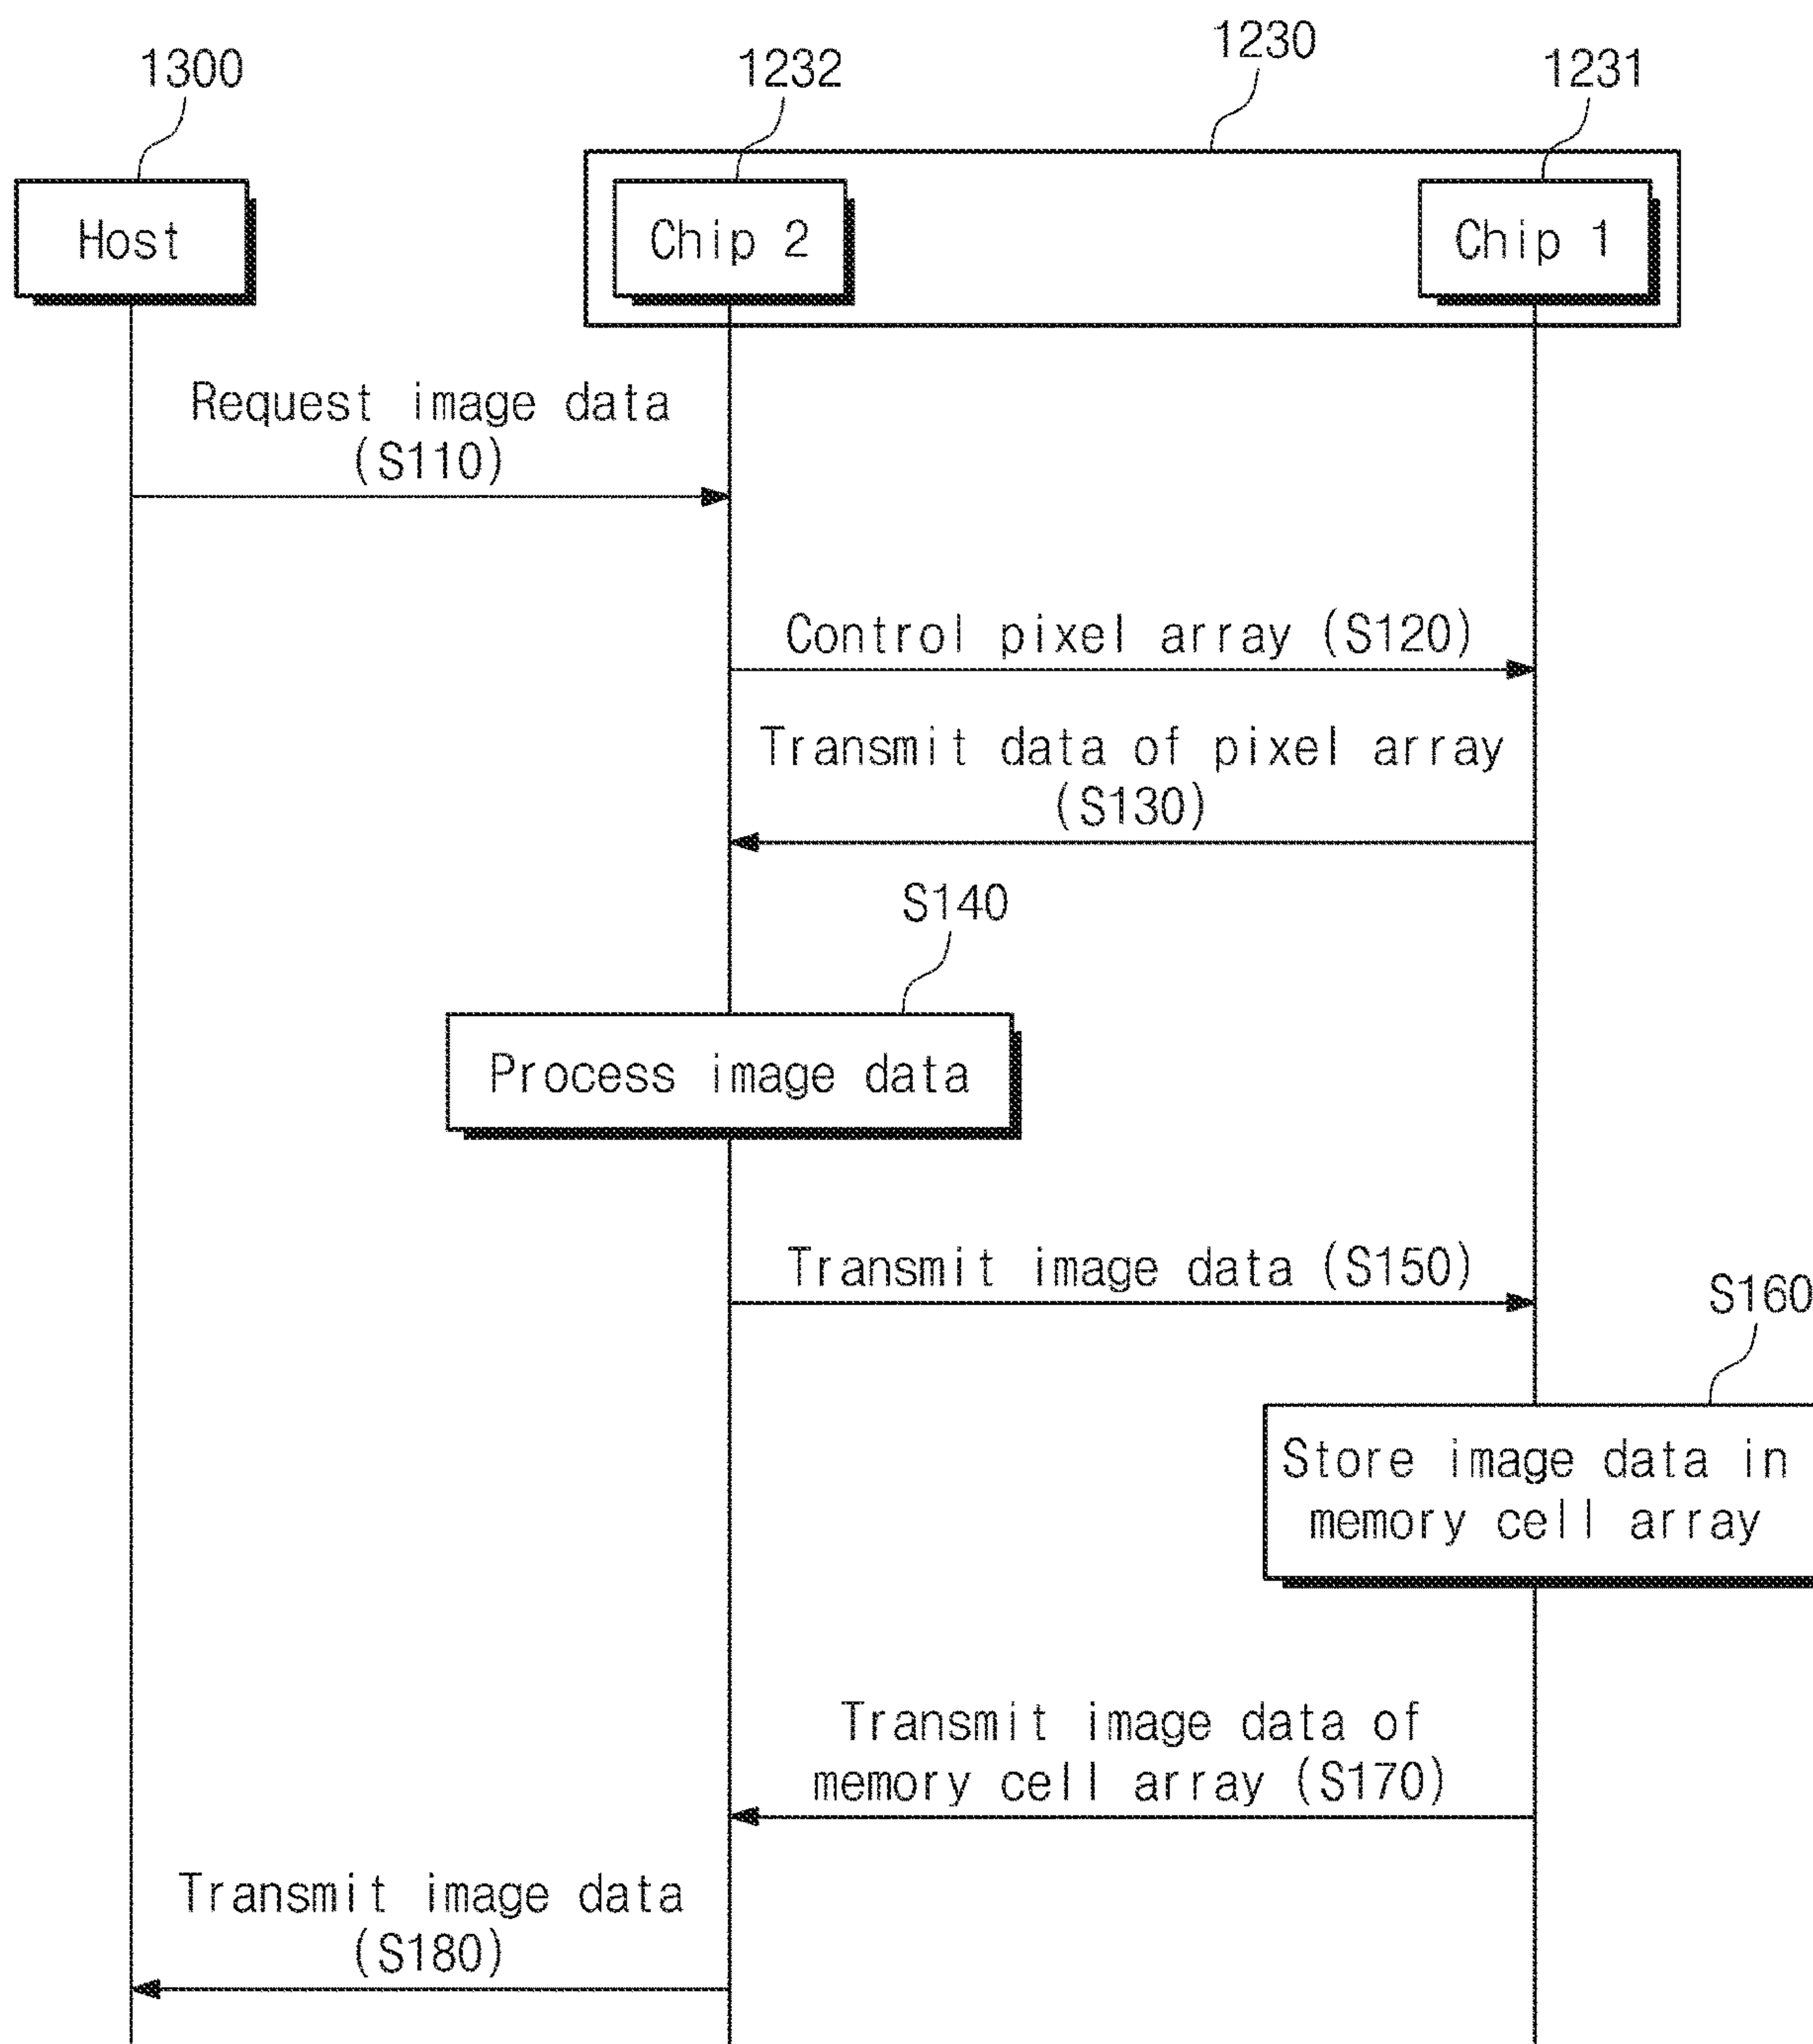 1300
1232
1230
1231
Host
Chip 2
Chip 1
Request image data
(S110)
Control pixel array (S120)
Transmit data of pixel array
(S130)
S140
Process image data
Transmit image data (S150)
S160
Store image data in
memory cell array
Transmit image data of
memory cell array (S170)
Transmit image data
(S180)